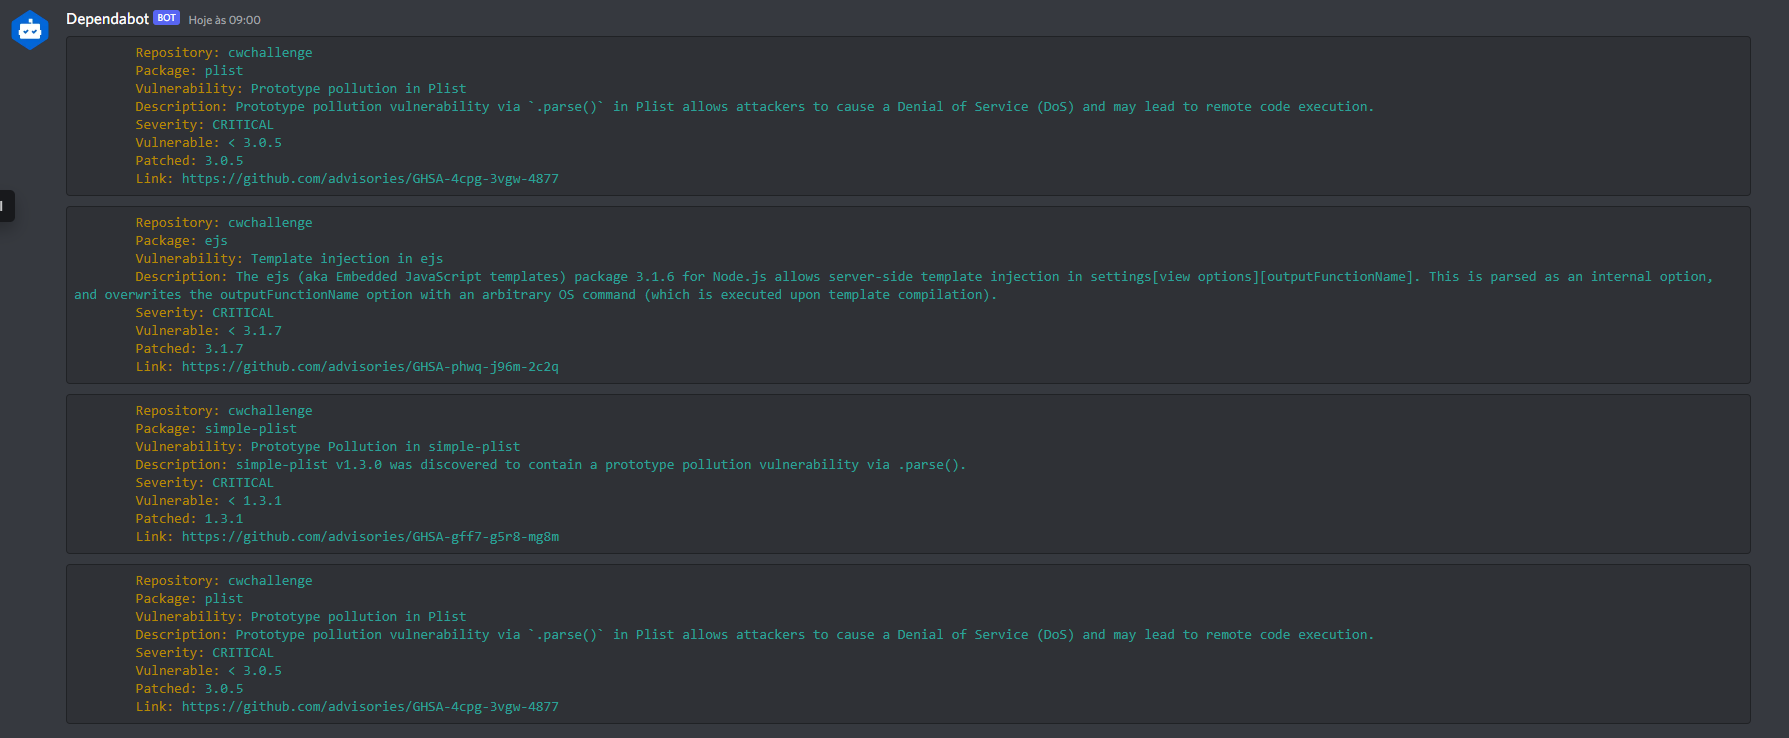 Dependabot BOT Hoje às 09:00
Repository: cwchallenge
Package: plist
Vulnerability: Prototype pollution in Plist
Description: Prototype pollution vulnerability via `.parse()` in Plist allows attackers to cause a Denial of Service (DoS) and may lead to remote code execution.
Severity: CRITICAL
Vulnerable: < 3.0.5
Patched: 3.0.5
Link: https://github.com/advisories/GHSA-4cpg-3vgw-4877
Repository: cwchallenge
Package: ejs
Vulnerability: Template injection in ejs
Description: The ejs (aka Embedded JavaScript templates) package 3.1.6 for Node.js allows server-side template injection in settings[view options][outputFunctionName]. This is parsed as an internal option,
and overwrites the outputFunctionName option with an arbitrary OS command (which is executed upon template compilation).
Severity: CRITICAL
Vulnerable: < 3.1.7
Patched: 3.1.7
Link: https://github.com/advisories/GHSA-phwq-j96m-2c2q
Repository: cwchallenge
Package: simple-plist
Vulnerability: Prototype Pollution in simple-plist
Description: simple-plist v1.3.0 was discovered to contain a prototype pollution vulnerability via .parse().
Severity: CRITICAL
Vulnerable: < 1.3.1
Patched: 1.3.1
Link: https://github.com/advisories/GHSA-gff7-g5r8-mg8m
Repository: cwchallenge
Package: plist
Vulnerability: Prototype pollution in Plist
Description: Prototype pollution vulnerability via `.parse()` in Plist allows attackers to cause a Denial of Service (DoS) and may lead to remote code execution.
Severity: CRITICAL
Vulnerable: < 3.0.5
Patched: 3.0.5
Link: https://github.com/advisories/GHSA-4cpg-3vgw-4877